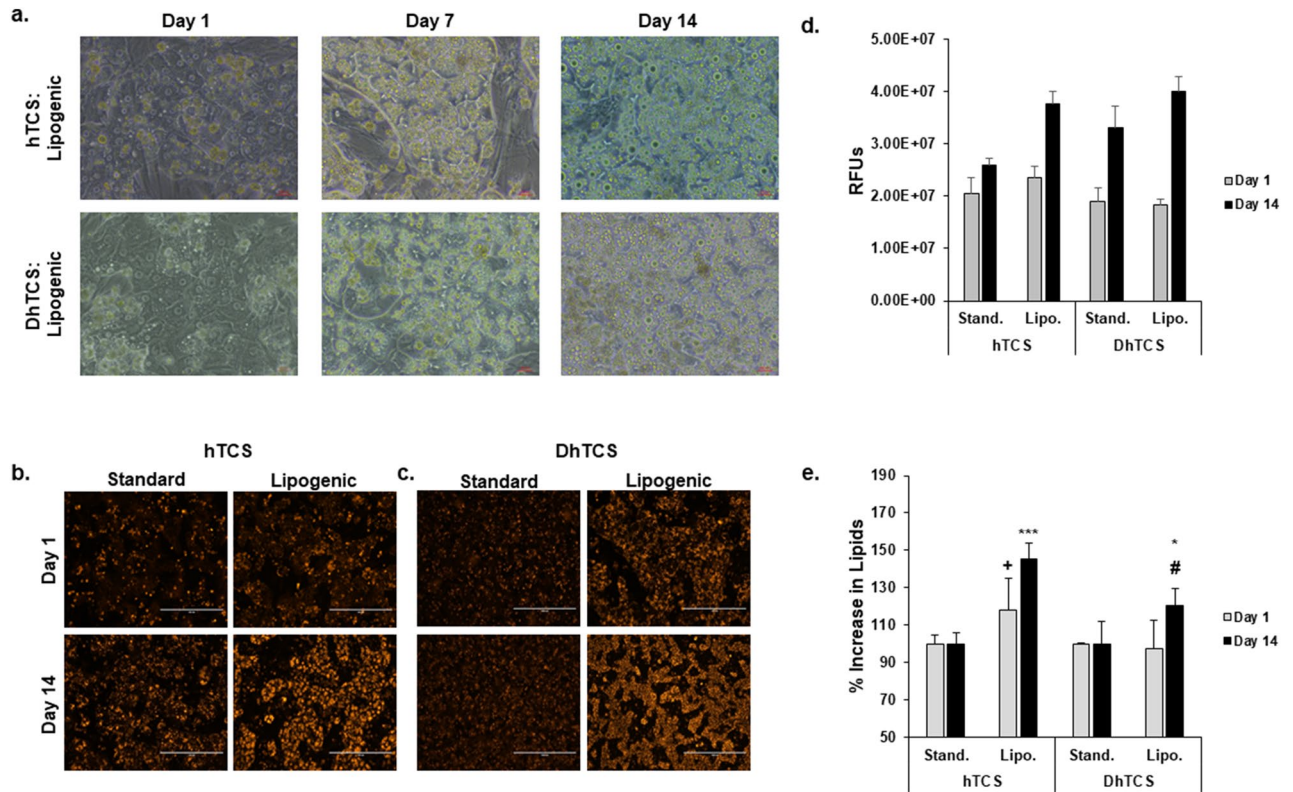 a.
Day 1
Day 7
Day 14
hTCS:
Lipogenic
DhTCS:
Lipogenic
b.
hTCS
Standard
Lipogenic
c.
DhTCS
Standard
Lipogenic
Day 1
Day 14
d.
RFUs
5.00E+07
4.00E+07
3.00E+07
2.00E+07
1.00E+07
0.00E+00
Stand.
Lipo.
Stand.
Lipo.
hTCS
DhTCS
Day 1
Day 14
e.
% Increase in Lipids
190
170
150
130
110
90
70
50
+
***
*
#
Stand.
Lipo.
Stand.
Lipo.
hTCS
DhTCS
Day 1
Day 14